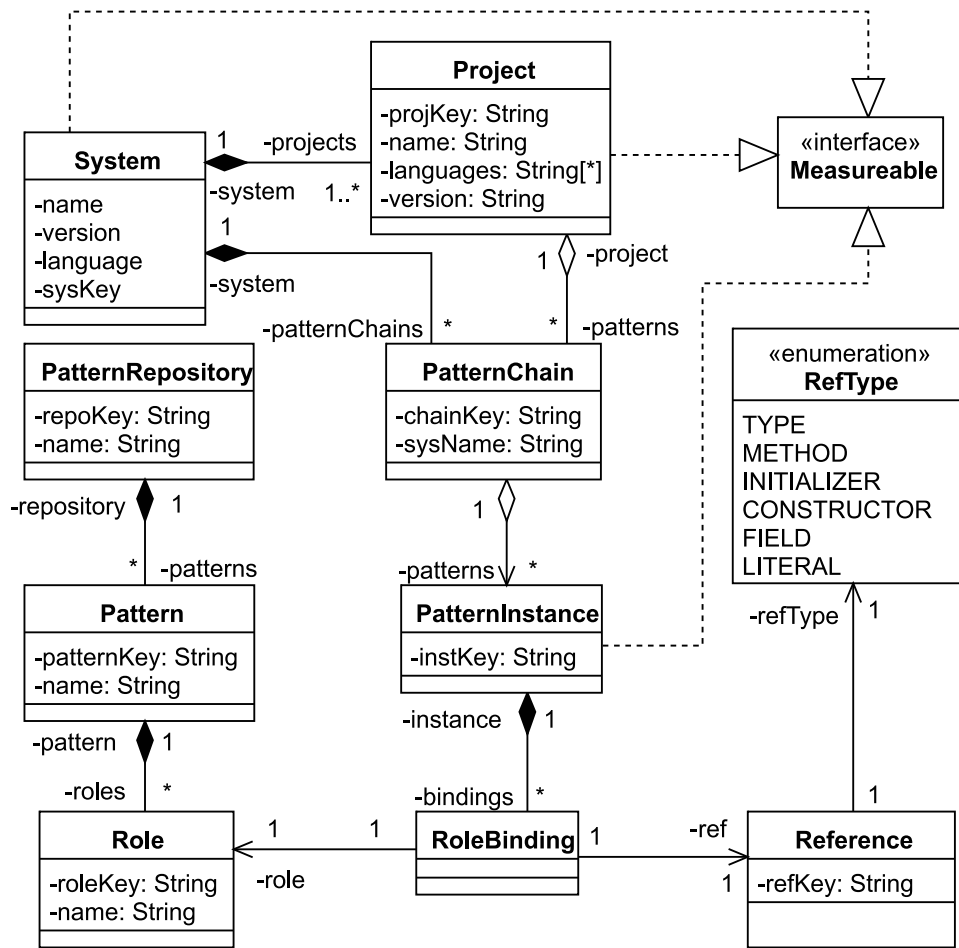 Project
-projKey: String
-name: String
-languages: String[*]
-version: String
System
-name
-version
-language
-sysKey
«interface»
Measureable
1
-projects
-system
1..*
1
-system
-patternChains
*
1
-project
*
-patterns
PatternRepository
-repoKey: String
-name: String
PatternChain
-chainKey: String
-sysName: String
«enumeration»
RefType
TYPE
METHOD
INITIALIZER
CONSTRUCTOR
FIELD
LITERAL
-repository
1
*
-patterns
1
-patterns
*
Pattern
-patternKey: String
-name: String
PatternInstance
-instKey: String
-refType
1
-pattern
1
-roles
*
-instance
1
-bindings
*
1
Role
-roleKey: String
-name: String
1
1
-role
RoleBinding
1
-ref
1
Reference
-refKey: String